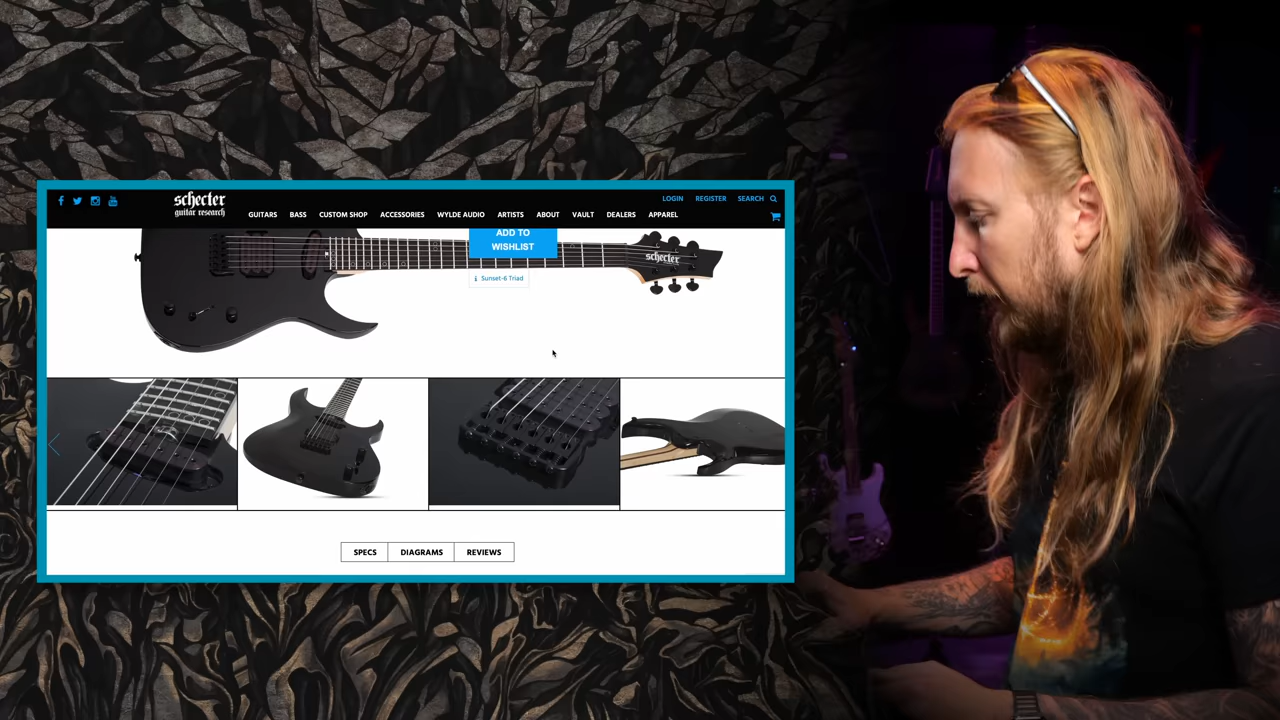 schecter
guitar research
LOGIN REGISTER SEARCH
GUITARS BASS CUSTOM SHOP ACCESSORIES WYLDE AUDIO ARTISTS ABOUT VAULT DEALERS APPAREL
ADD TO
WISHLIST
schecter
Sunset-6 Triad
SPECS DIAGRAMS REVIEWS